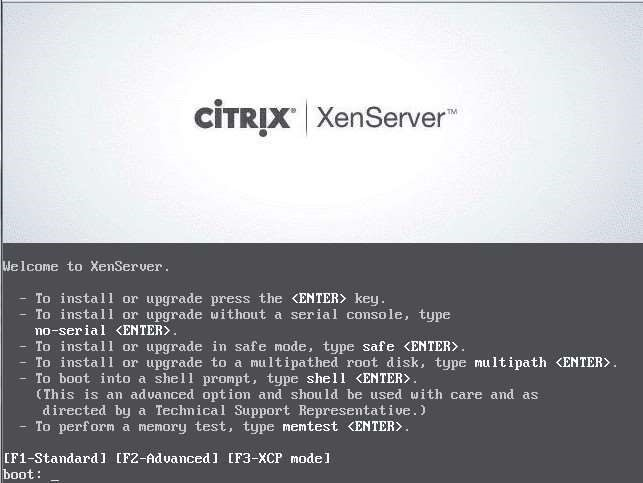 CİTRIX® XenServer™
Welcome to XenServer.
- To install or upgrade press the <ENTER> key.
- To install or upgrade without a serial console, type
no-serial <ENTER>.
- To install or upgrade in safe mode, type safe <ENTER>.
- To install or upgrade to a multipathed root disk, type multipath <ENTER>.
- To boot into a shell prompt, type shell <ENTER>.
(This is an advanced option and should be used with care and as
directed by a Technical Support Representative.)
- To perform a memory test, type memtest <ENTER>.
[F1-Standard] [F2-Advanced] [F3-XCP mode]
boot: _